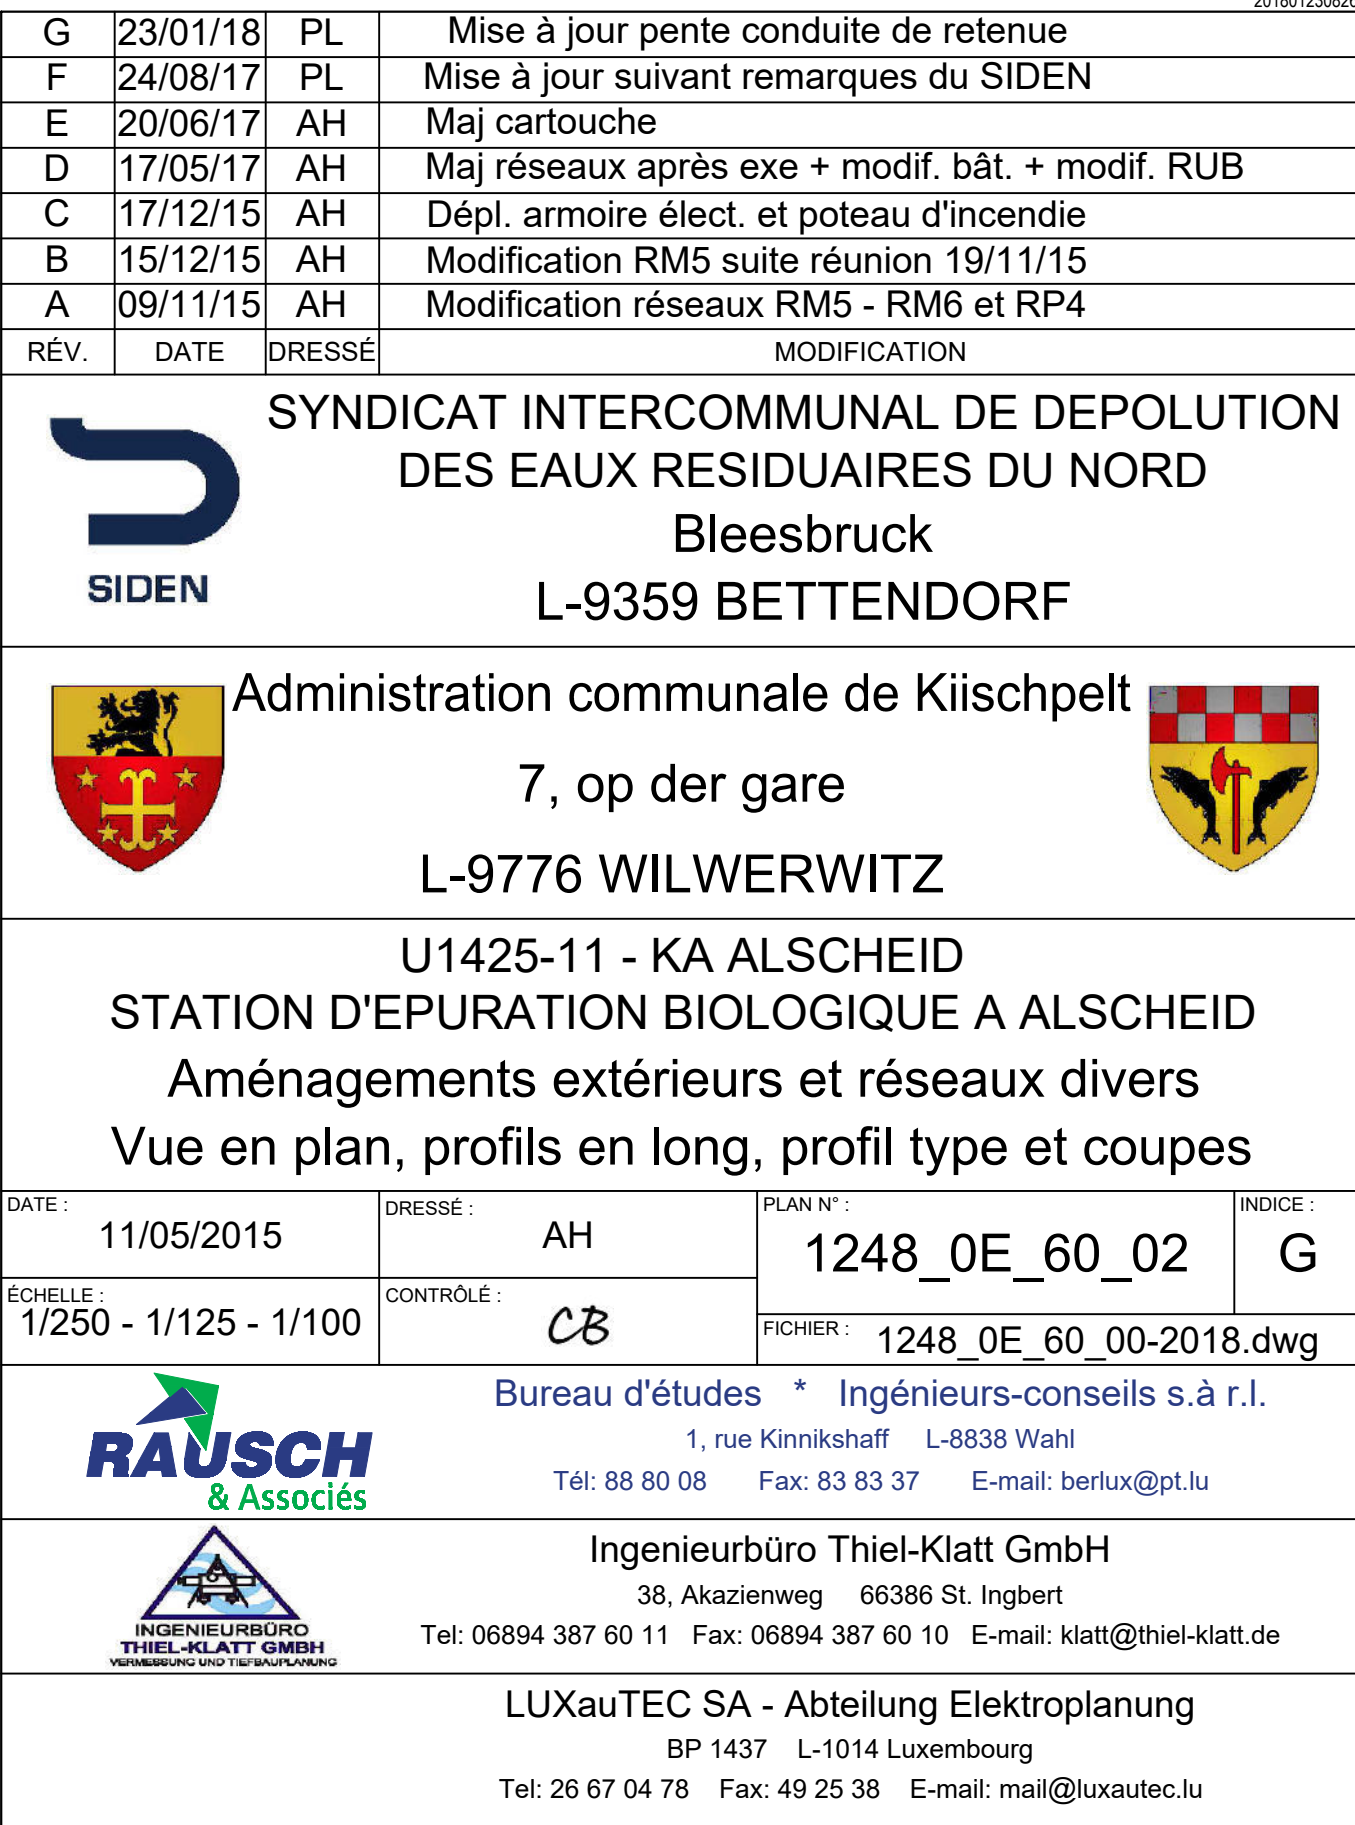 G 23/01/18 PL Mise à jour pente conduite de retenue
F 24/08/17 PL Mise à jour suivant remarques du SIDEN
E 20/06/17 AH Maj cartouche
D 17/05/17 AH Maj réseaux après exe + modif. bât. + modif. RUB
C 17/12/15 AH Dépl. armoire élect. et poteau d'incendie
B 15/12/15 AH Modification RM5 suite réunion 19/11/15
A 09/11/15 AH Modification réseaux RM5 - RM6 et RP4
RÉV. DATE DRESSÉ MODIFICATION
SYNDICAT INTERCOMMUNAL DE DEPOLUTION
DES EAUX RESIDUAIRES DU NORD
Bleesbruck
L-9359 BETTENDORF
SIDEN
Administration communale de Kiischpelt
7, op der gare
L-9776 WILWERWITZ
U1425-11 - KA ALSCHEID
STATION D'EPURATION BIOLOGIQUE A ALSCHEID
Aménagements extérieurs et réseaux divers
Vue en plan, profils en long, profil type et coupes
DATE : 11/05/2015
DRESSÉ : AH
PLAN N° : 1248_0E_60_02
INDICE : G
ÉCHELLE : 1/250 - 1/125 - 1/100
CONTRÔLÉ : CB
FICHIER : 1248_0E_60_00-2018.dwg
RAUSCH
& Associés
Bureau d'études * Ingénieurs-conseils s.à r.l.
1, rue Kinnikshaff L-8838 Wahl
Tél: 88 80 08 Fax: 83 83 37 E-mail: berlux@pt.lu
INGENIEURBÜRO
THIEL-KLATT GMBH
VERMESSUNG UND TIEFBAUPLANUNG
Ingenieurbüro Thiel-Klatt GmbH
38, Akazienweg 66386 St. Ingbert
Tel: 06894 387 60 11 Fax: 06894 387 60 10 E-mail: klatt@thiel-klatt.de
LUXauTEC SA - Abteilung Elektroplanung
BP 1437 L-1014 Luxembourg
Tel: 26 67 04 78 Fax: 49 25 38 E-mail: mail@luxautec.lu